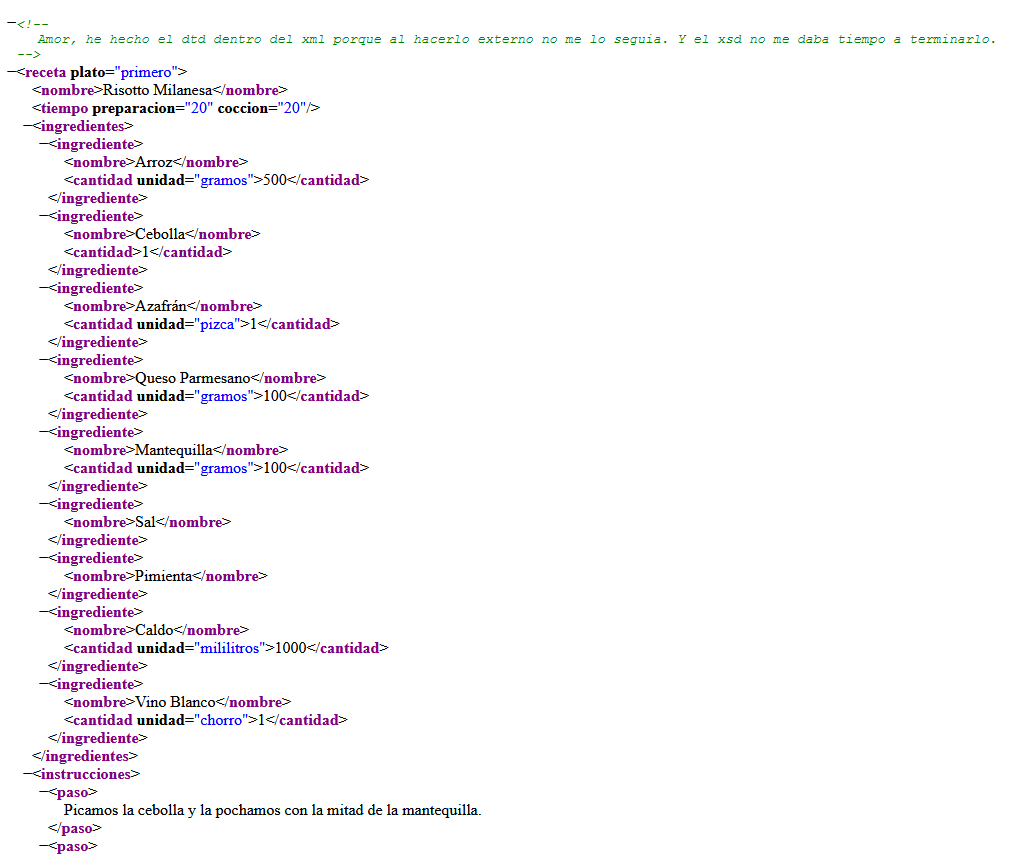 −<!--
Amor, he hecho el dtd dentro del xml porque al hacerlo externo no me lo seguia. Y el xsd no me daba tiempo a terminarlo.
-->
−<receta plato="primero">
<nombre>Risotto Milanesa</nombre>
<tiempo preparacion="20" coccion="20"/>
−<ingredientes>
−<ingrediente>
<nombre>Arroz</nombre>
<cantidad unidad="gramos">500</cantidad>
</ingrediente>
−<ingrediente>
<nombre>Cebolla</nombre>
<cantidad>1</cantidad>
</ingrediente>
−<ingrediente>
<nombre>Azafrán</nombre>
<cantidad unidad="pizca">1</cantidad>
</ingrediente>
−<ingrediente>
<nombre>Queso Parmesano</nombre>
<cantidad unidad="gramos">100</cantidad>
</ingrediente>
−<ingrediente>
<nombre>Mantequilla</nombre>
<cantidad unidad="gramos">100</cantidad>
</ingrediente>
−<ingrediente>
<nombre>Sal</nombre>
</ingrediente>
−<ingrediente>
<nombre>Pimienta</nombre>
</ingrediente>
−<ingrediente>
<nombre>Caldo</nombre>
<cantidad unidad="mililitros">1000</cantidad>
</ingrediente>
−<ingrediente>
<nombre>Vino Blanco</nombre>
<cantidad unidad="chorro">1</cantidad>
</ingrediente>
</ingredientes>
−<instrucciones>
−<paso>
Picamos la cebolla y la pochamos con la mitad de la mantequilla.
</paso>
−<paso>